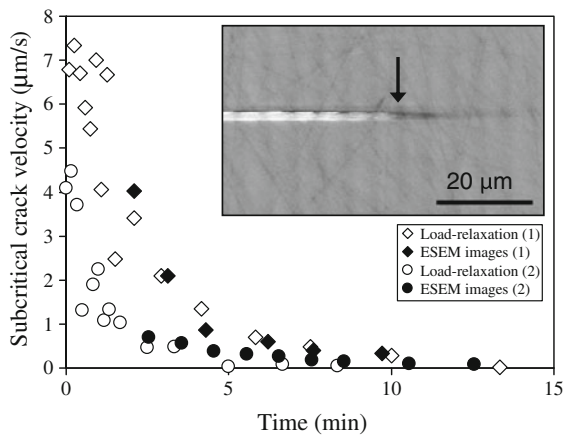 Subcritical crack velocity (μm/s)
8
7
6
5
4
3
2
1
0
20 μm
Load-relaxation (1)
ESEM images (1)
Load-relaxation (2)
ESEM images (2)
0 5 10 15
Time (min)